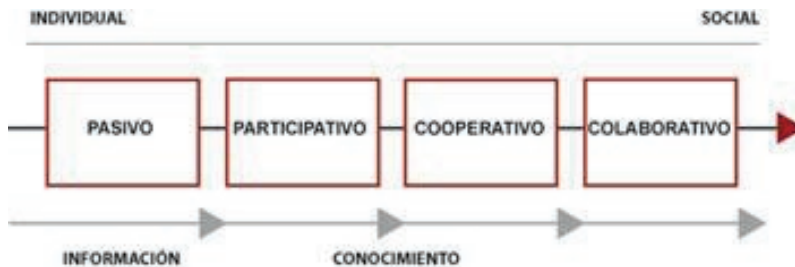 INDIVIDUAL SOCIAL
PASIVO PARTICIPATIVO COOPERATIVO COLABORATIVO
INFORMACIÓN CONOCIMIENTO